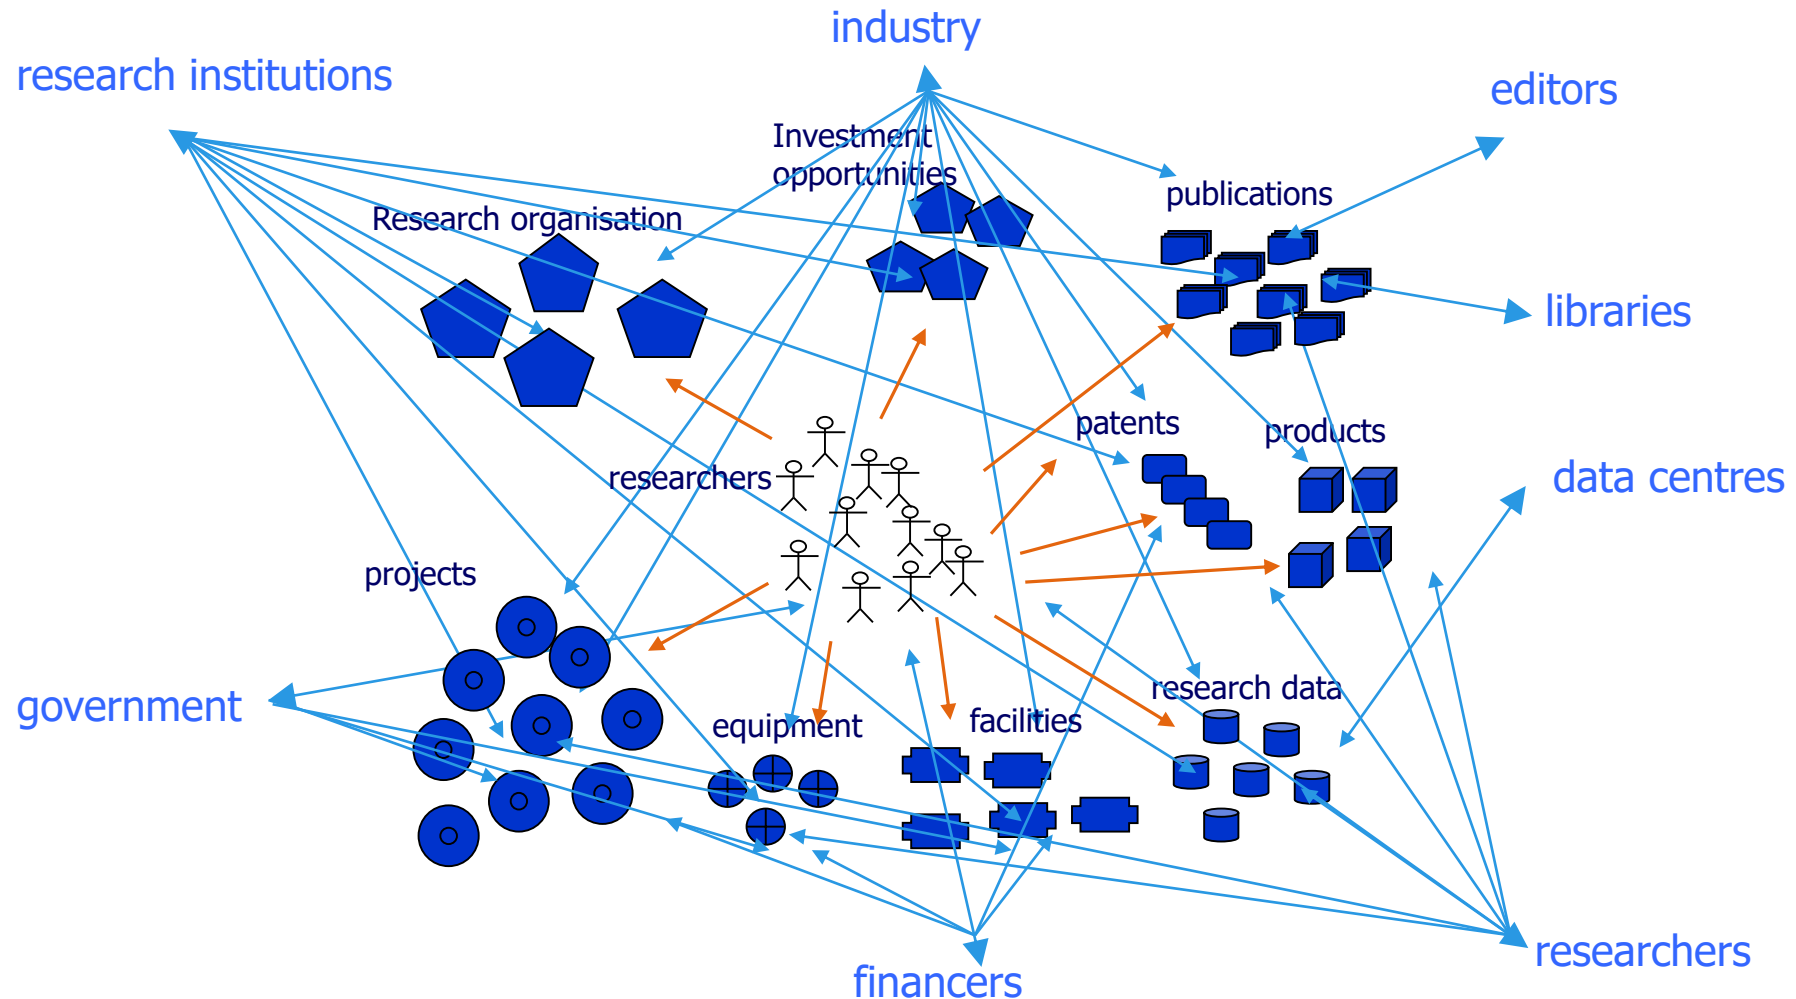 industry
research institutions
editors
Investment
opportunities
publications
Research organisation
libraries
patents
products
researchers
data centres
projects
research data
government
equipment
facilities
researchers
financers